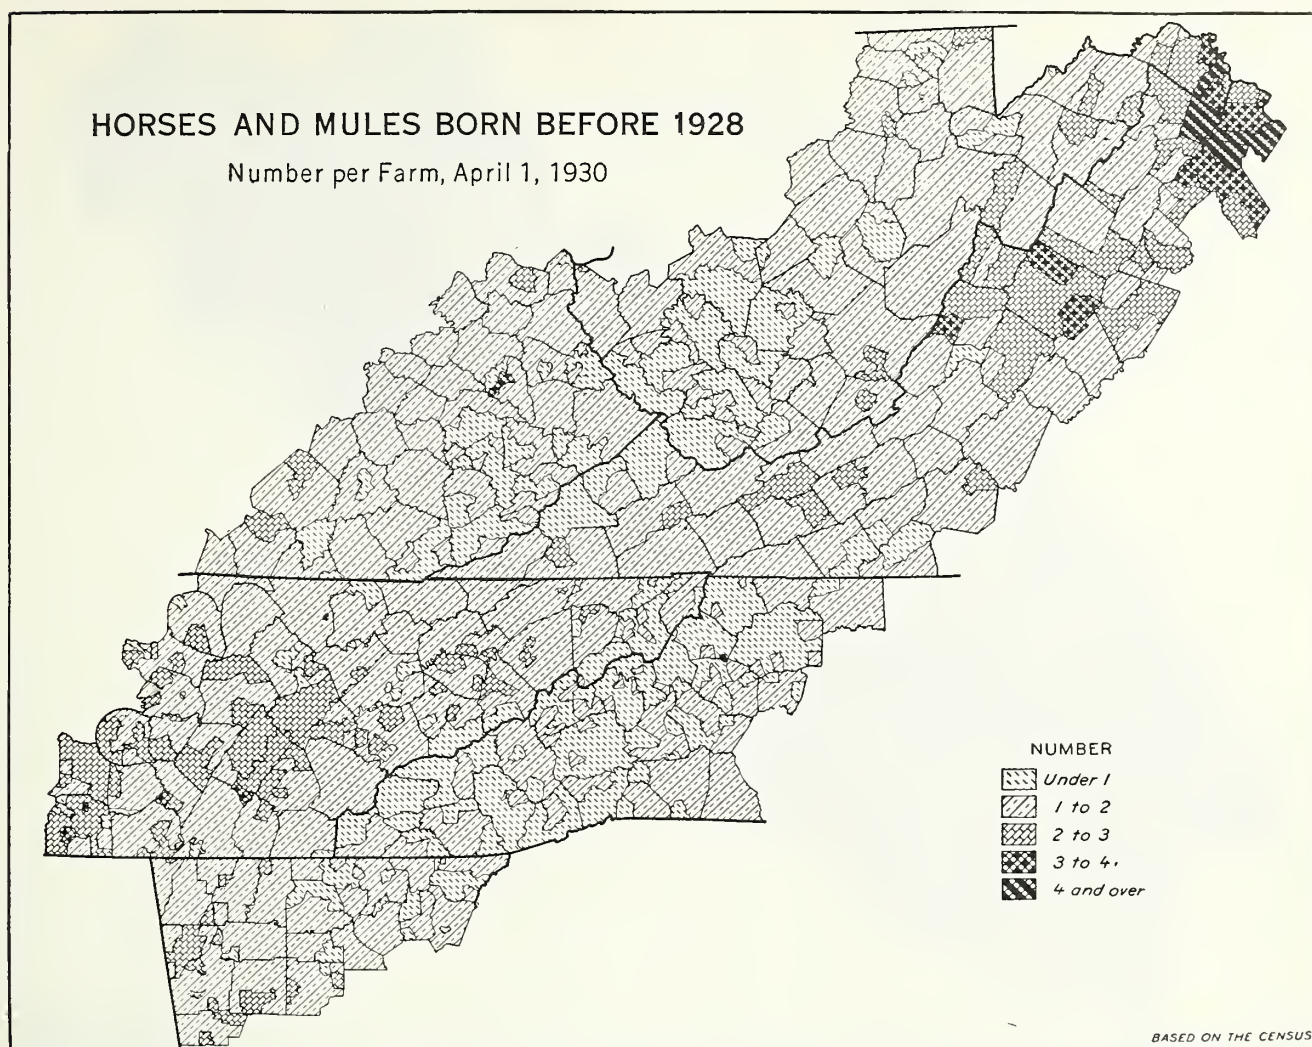 HORSES AND MULES BORN BEFORE 1928
Number per Farm, April 1, 1930
NUMBER
Under 1
1 to 2
2 to 3
3 to 4
4 and over
BASED ON THE CENSUS